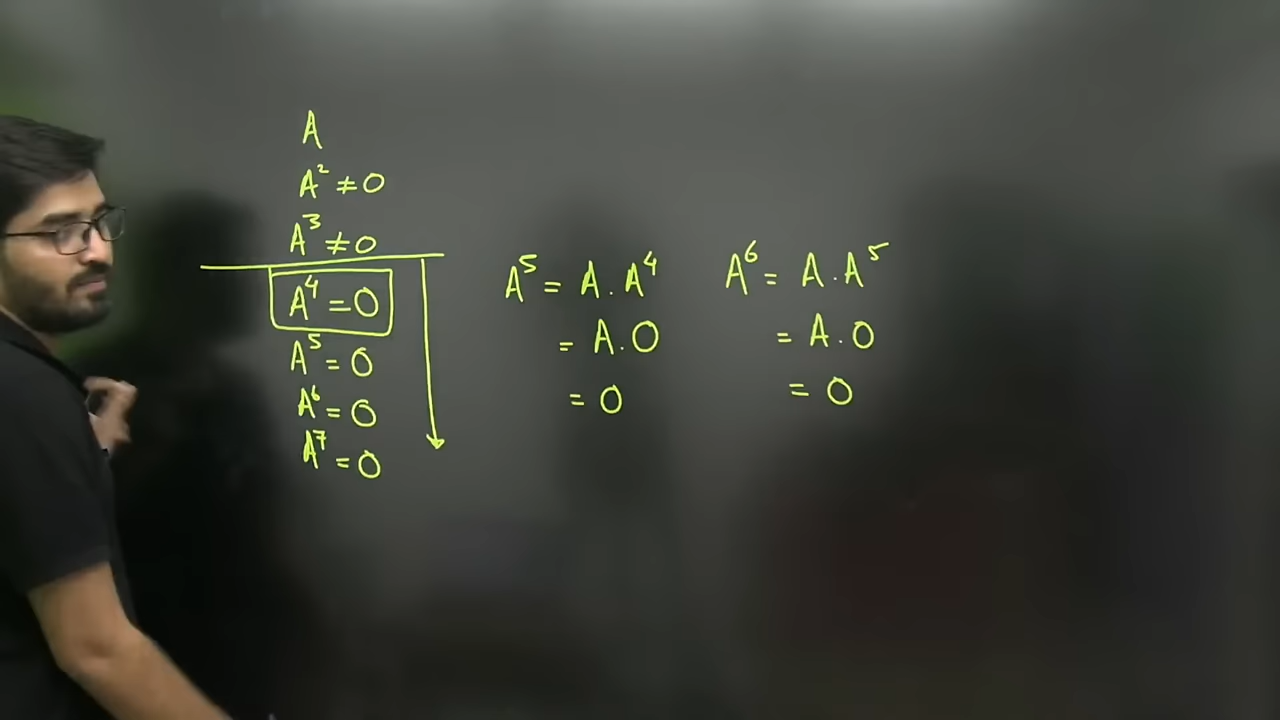 A
A² ≠ 0
A³ ≠ 0
A⁴ = 0
A⁵ = 0
A⁶ = 0
A⁷ = 0
A⁵ = A . A⁴
= A . 0
= 0
A⁶ = A . A⁵
= A . 0
= 0